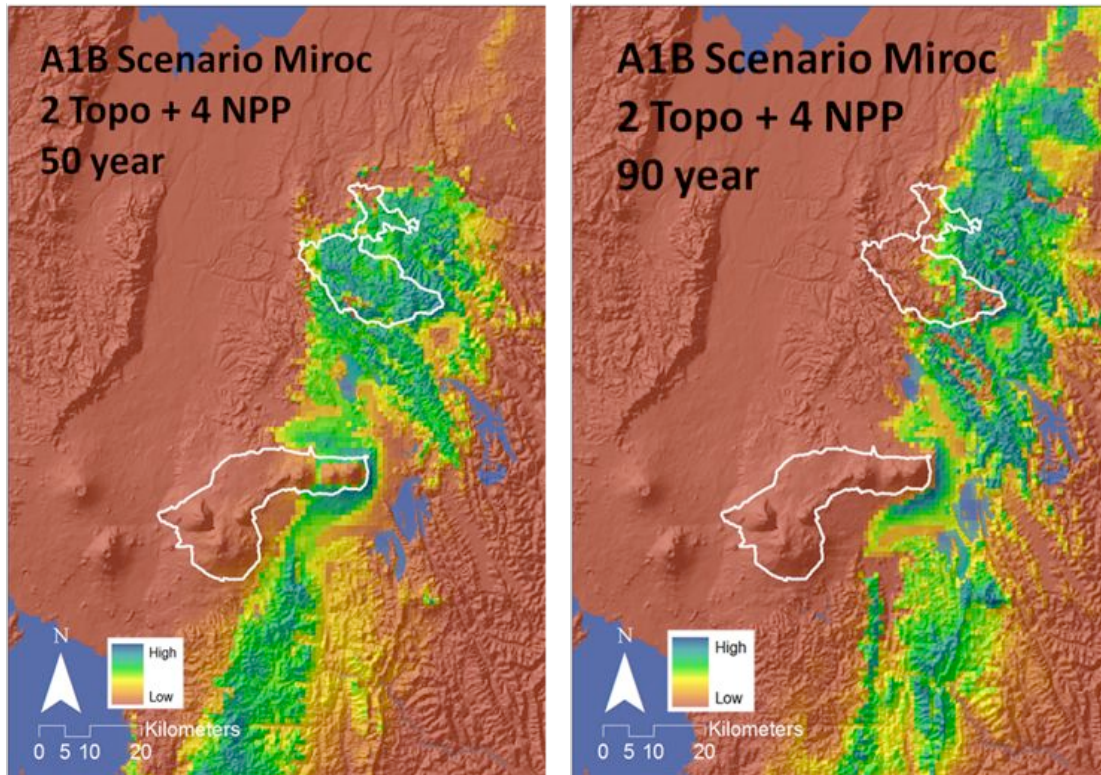 A1B Scenario Miroc
2 Topo + 4 NPP
50 year
N
High
Low
Kilometers
0 5 10 20
A1B Scenario Miroc
2 Topo + 4 NPP
90 year
N
High
Low
Kilometers
0 5 10 20